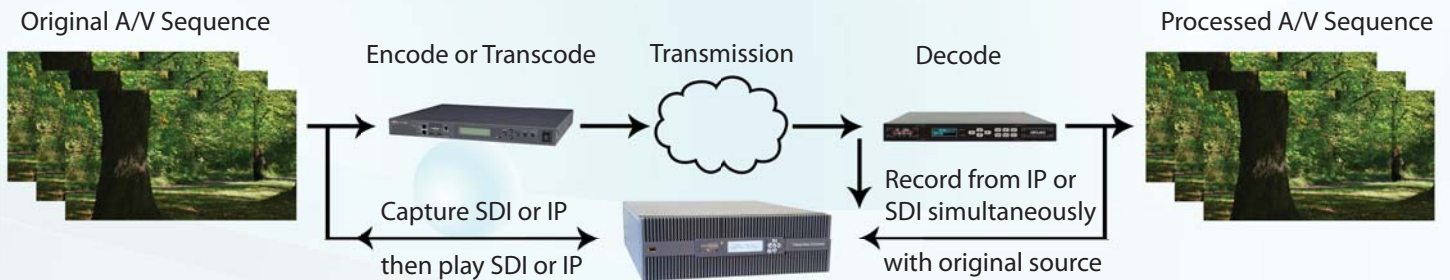 Original A/V Sequence
Processed A/V Sequence
Encode or Transcode
Transmission
Decode
Capture SDI or IP
then play SDI or IP
Record from IP or
SDI simultaneously
with original source